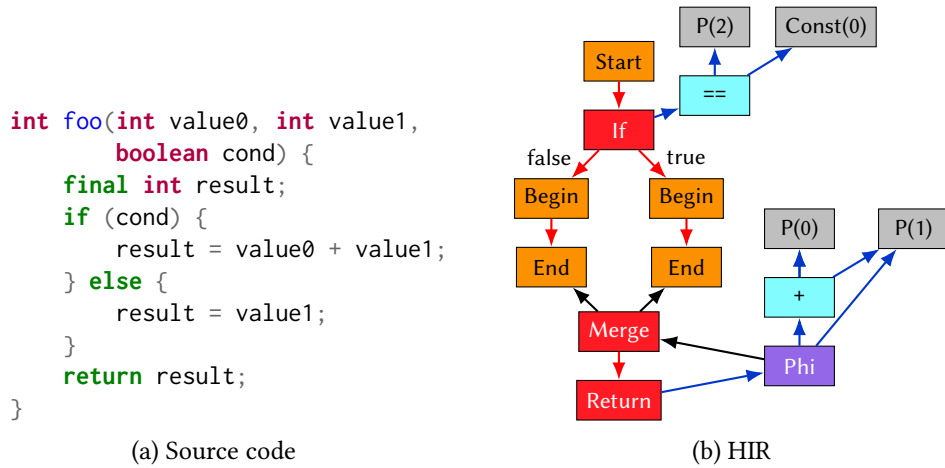 int foo(int value0, int value1,
        boolean cond) {
    final int result;
    if (cond) {
        result = value0 + value1;
    } else {
        result = value1;
    }
    return result;
}
(a) Source code
P(2)
Const(0)
Start
==
If
false
true
Begin
Begin
P(0)
P(1)
End
End
+
Merge
Phi
Return
(b) HIR